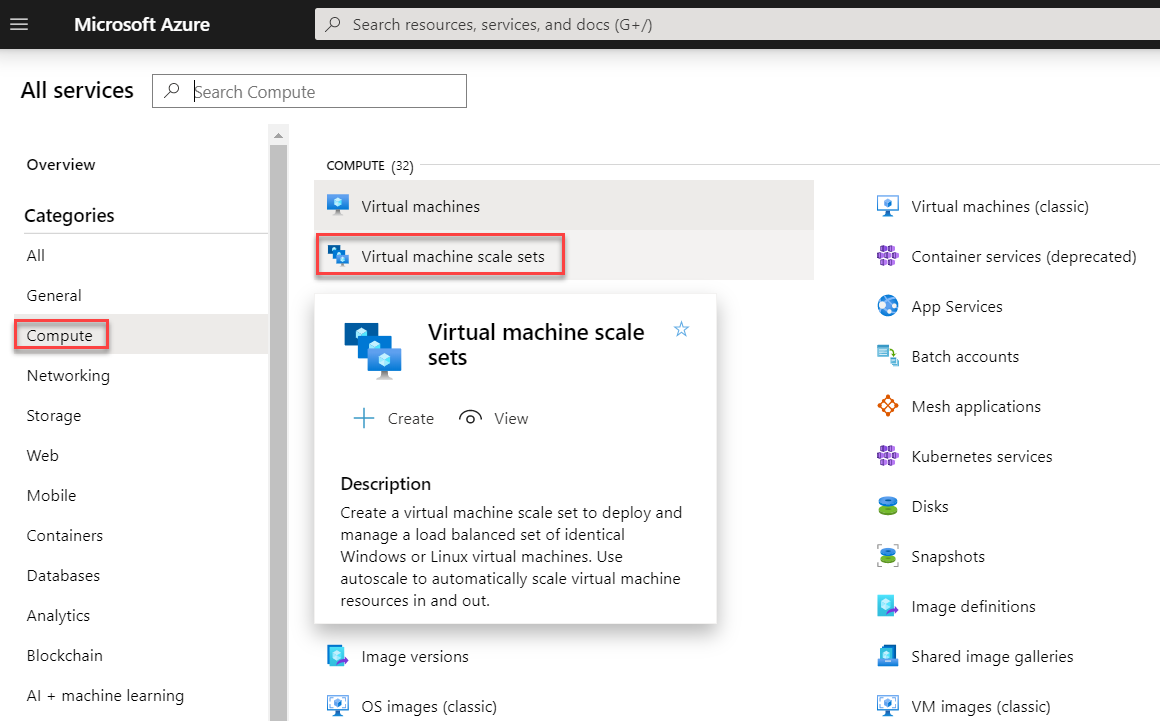 Microsoft Azure
Search resources, services, and docs (G+/)
All services
Search Compute
Overview
Categories
All
General
Compute
Networking
Storage
Web
Mobile
Containers
Databases
Analytics
Blockchain
AI + machine learning
COMPUTE (32)
Virtual machines
Virtual machine scale sets
Virtual machine scale
sets
Create
View
Description
Create a virtual machine scale set to deploy and
manage a load balanced set of identical
Windows or Linux virtual machines. Use
autoscale to automatically scale virtual machine
resources in and out.
Image versions
OS images (classic)
Virtual machines (classic)
Container services (deprecated)
App Services
Batch accounts
Mesh applications
Kubernetes services
Disks
Snapshots
Image definitions
Shared image galleries
VM images (classic)